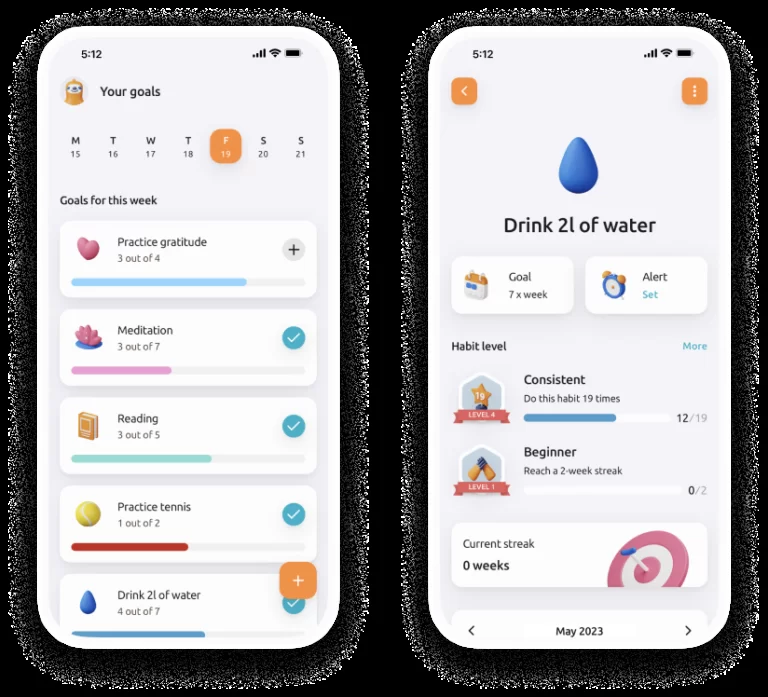 5:12
Your goals
M T W T F S S
15 16 17 18 19 20 21
Goals for this week
Practice gratitude
3 out of 4
Meditation
3 out of 7
Reading
3 out of 5
Practice tennis
1 out of 2
Drink 2l of water
4 out of 7
5:12
Drink 2l of water
Goal
7 x week
Alert
Set
Habit level More
Consistent
Do this habit 19 times
19
LEVEL 4
12/19
Beginner
Reach a 2-week streak
LEVEL 1
0/2
Current streak
0 weeks
May 2023